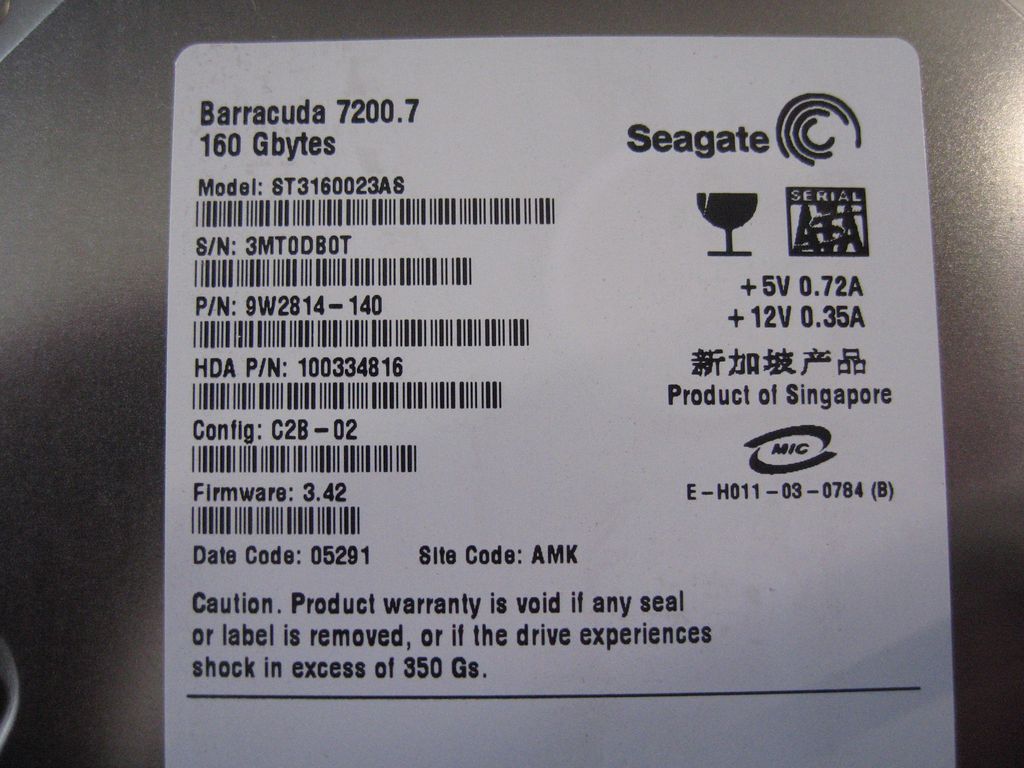 Barracuda 7200.7
160 Gbytes
Seagate
Model: ST3160023AS
SERIAL
ATA
S/N: 3MT0DB0T
+5V 0.72A
P/N: 9W2814-140
+12V 0.35A
HDA P/N: 100334816
新加坡产品
Product of Singapore
Config: C2B-02
MIC
Firmware: 3.42
E-H011-03-0784 (B)
Date Code: 05291 Site Code: AMK
Caution. Product warranty is void if any seal
or label is removed, or if the drive experiences
shock in excess of 350 Gs.